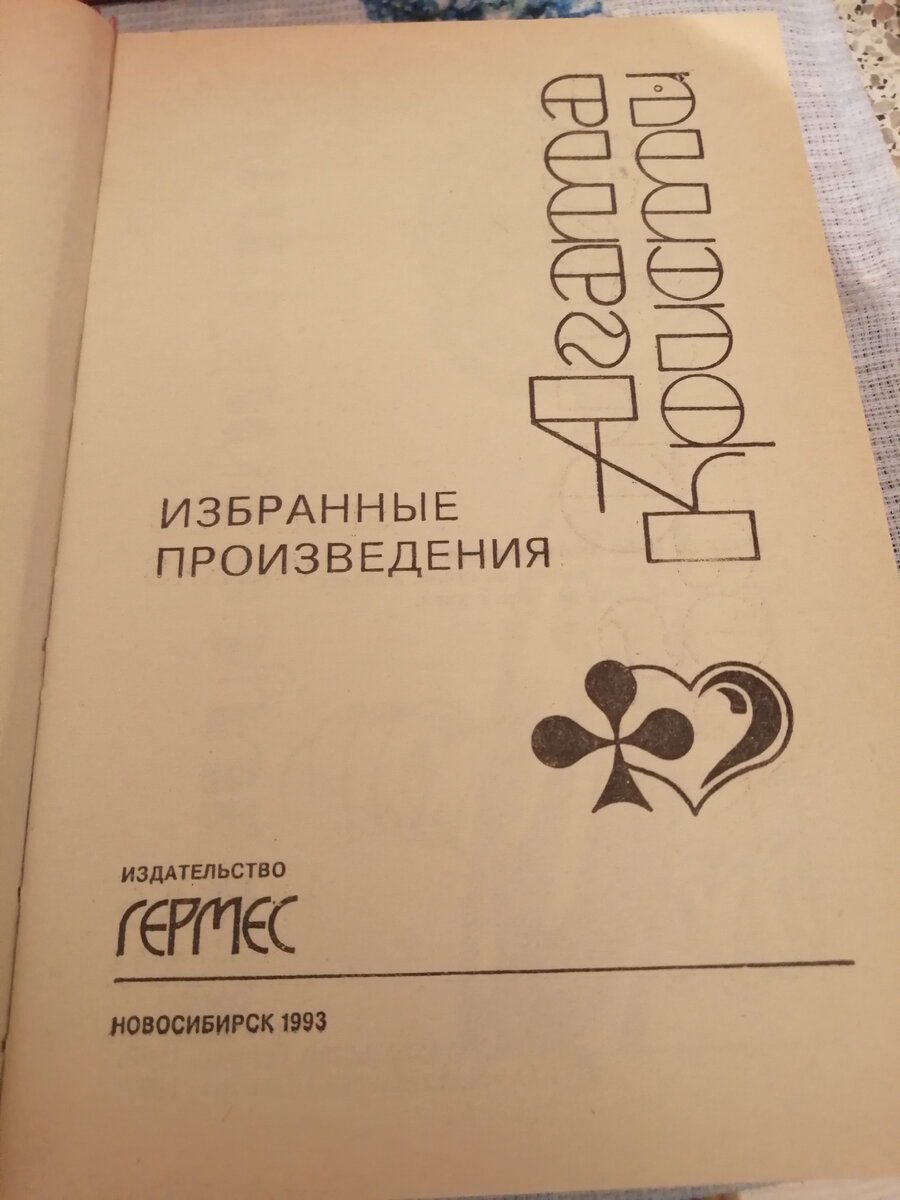 Агата
Кристи
ИЗБРАННЫЕ
ПРОИЗВЕДЕНИЯ
ИЗДАТЕЛЬСТВО
ГЕРМЕС
НОВОСИБИРСК 1993